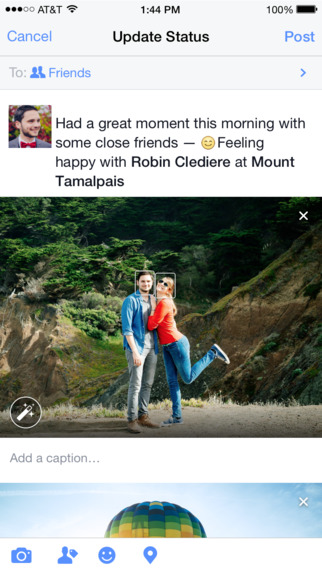 AT&T 1:44 PM 100%
Cancel Update Status Post
To: Friends
Had a great moment this morning with
some close friends — 😊Feeling
happy with Robin Clediere at Mount
Tamalpais
Add a caption...